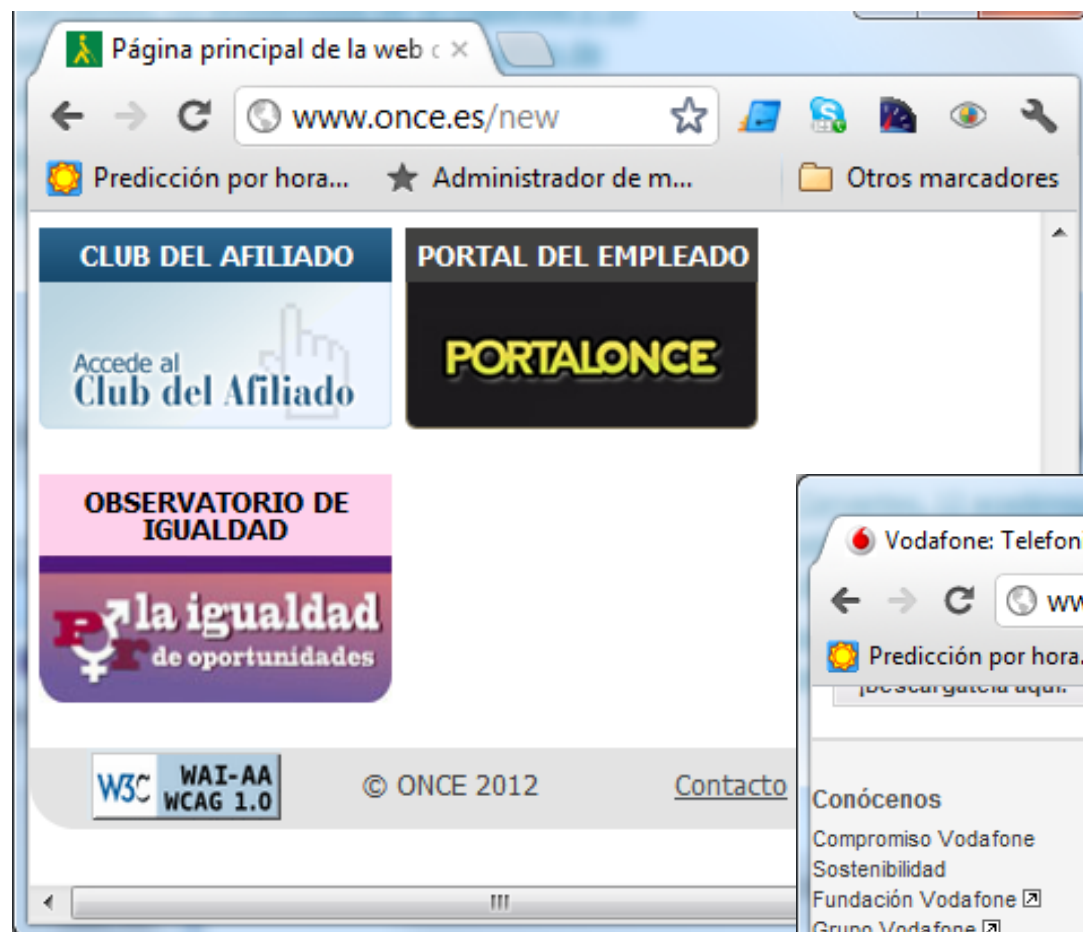 Página principal de la web
www.once.es/new
Predicción por hora...
Administrador de m...
Otros marcadores
CLUB DEL AFILIADO
Accede al
Club del Afiliado
PORTAL DEL EMPLEADO
PORTALONCE
OBSERVATORIO DE
IGUALDAD
Por la igualdad
de oportunidades
W3C WAI-AA
WCAG 1.0
© ONCE 2012
Contacto
Vodafone: Telefon
Predicción por hora.
¡Descárgatela aquí!
Conócenos
Compromiso Vodafone
Sostenibilidad
Fundación Vodafone
Grupo Vodafone